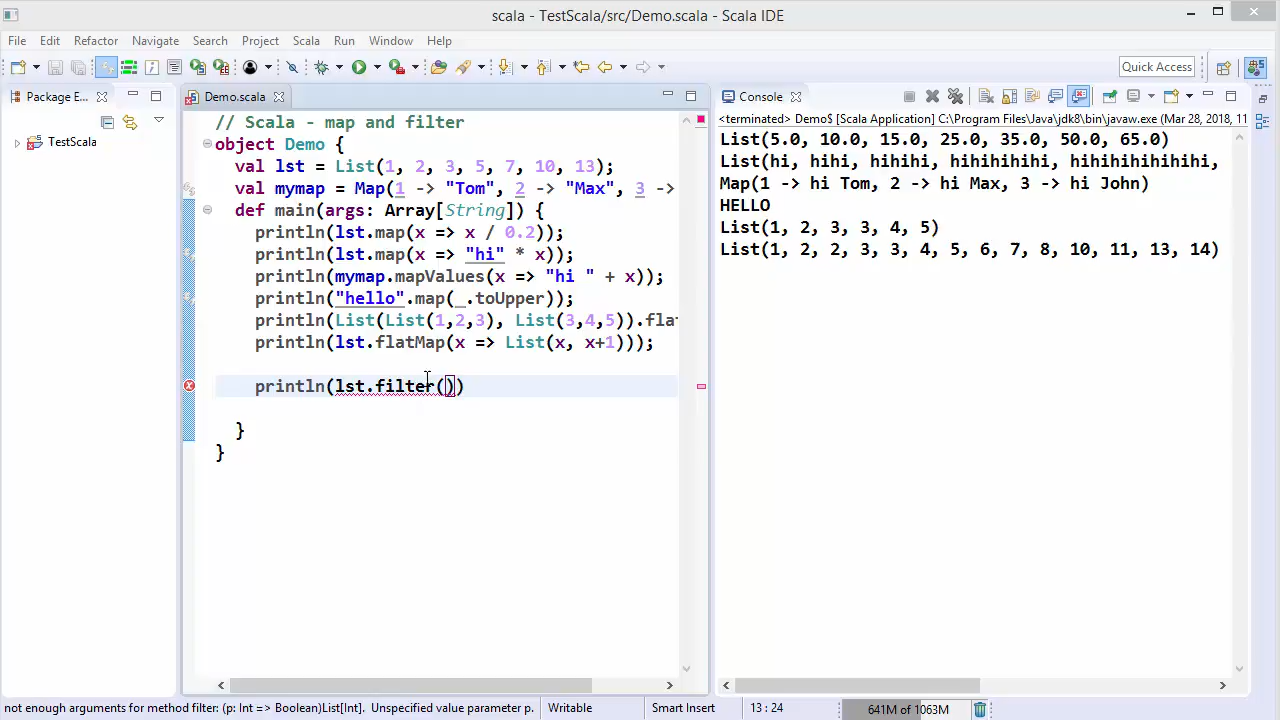 scala - TestScala/src/Demo.scala - Scala IDE
File Edit Refactor Navigate Search Project Scala Run Window Help
Quick Access
Package E... Demo.scala Console
<terminated> Demo$ [Scala Application] C:\Program Files\Java\jdk8\bin\javaw.exe (Mar 28, 2018, 11
TestScala
// Scala - map and filter
object Demo {
val lst = List(1, 2, 3, 5, 7, 10, 13);
val mymap = Map(1 -> "Tom", 2 -> "Max", 3 ->
def main(args: Array[String]) {
println(lst.map(x => x / 0.2));
println(lst.map(x => "hi" * x));
println(mymap.mapValues(x => "hi " + x));
println("hello".map(_.toUpper));
println(List(List(1,2,3), List(3,4,5)).flat
println(lst.flatMap(x => List(x, x+1)));
println(lst.filter())
}
}
List(5.0, 10.0, 15.0, 25.0, 35.0, 50.0, 65.0)
List(hi, hihi, hihihi, hihihihihi, hihihihihihihi,
Map(1 -> hi Tom, 2 -> hi Max, 3 -> hi John)
HELLO
List(1, 2, 3, 3, 4, 5)
List(1, 2, 2, 3, 3, 4, 5, 6, 7, 8, 10, 11, 13, 14)
not enough arguments for method filter: (p: Int => Boolean)List[Int], Unspecified value parameter p. Writable Smart Insert 13 : 24 641M of 1063M